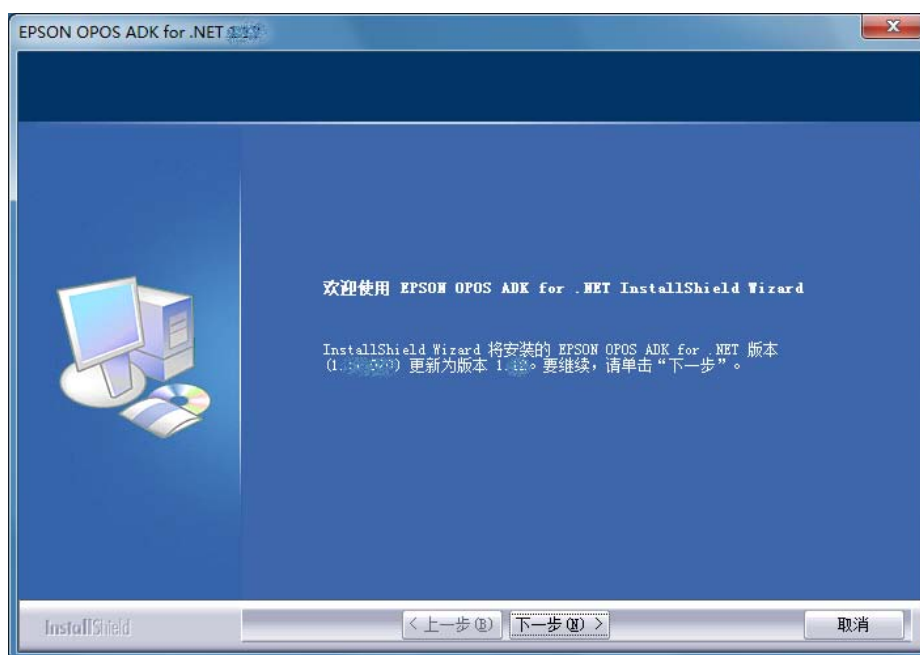 EPSON OPOS ADK for .NET
欢迎使用 EPSON OPOS ADK for .NET InstallShield Wizard
InstallShield Wizard 将安装的 EPSON OPOS ADK for .NET 版本
(1.) 更新为版本 1.。要继续，请单击“下一步”。
InstallShield
< 上一步(B) 下一步(N) > 取消